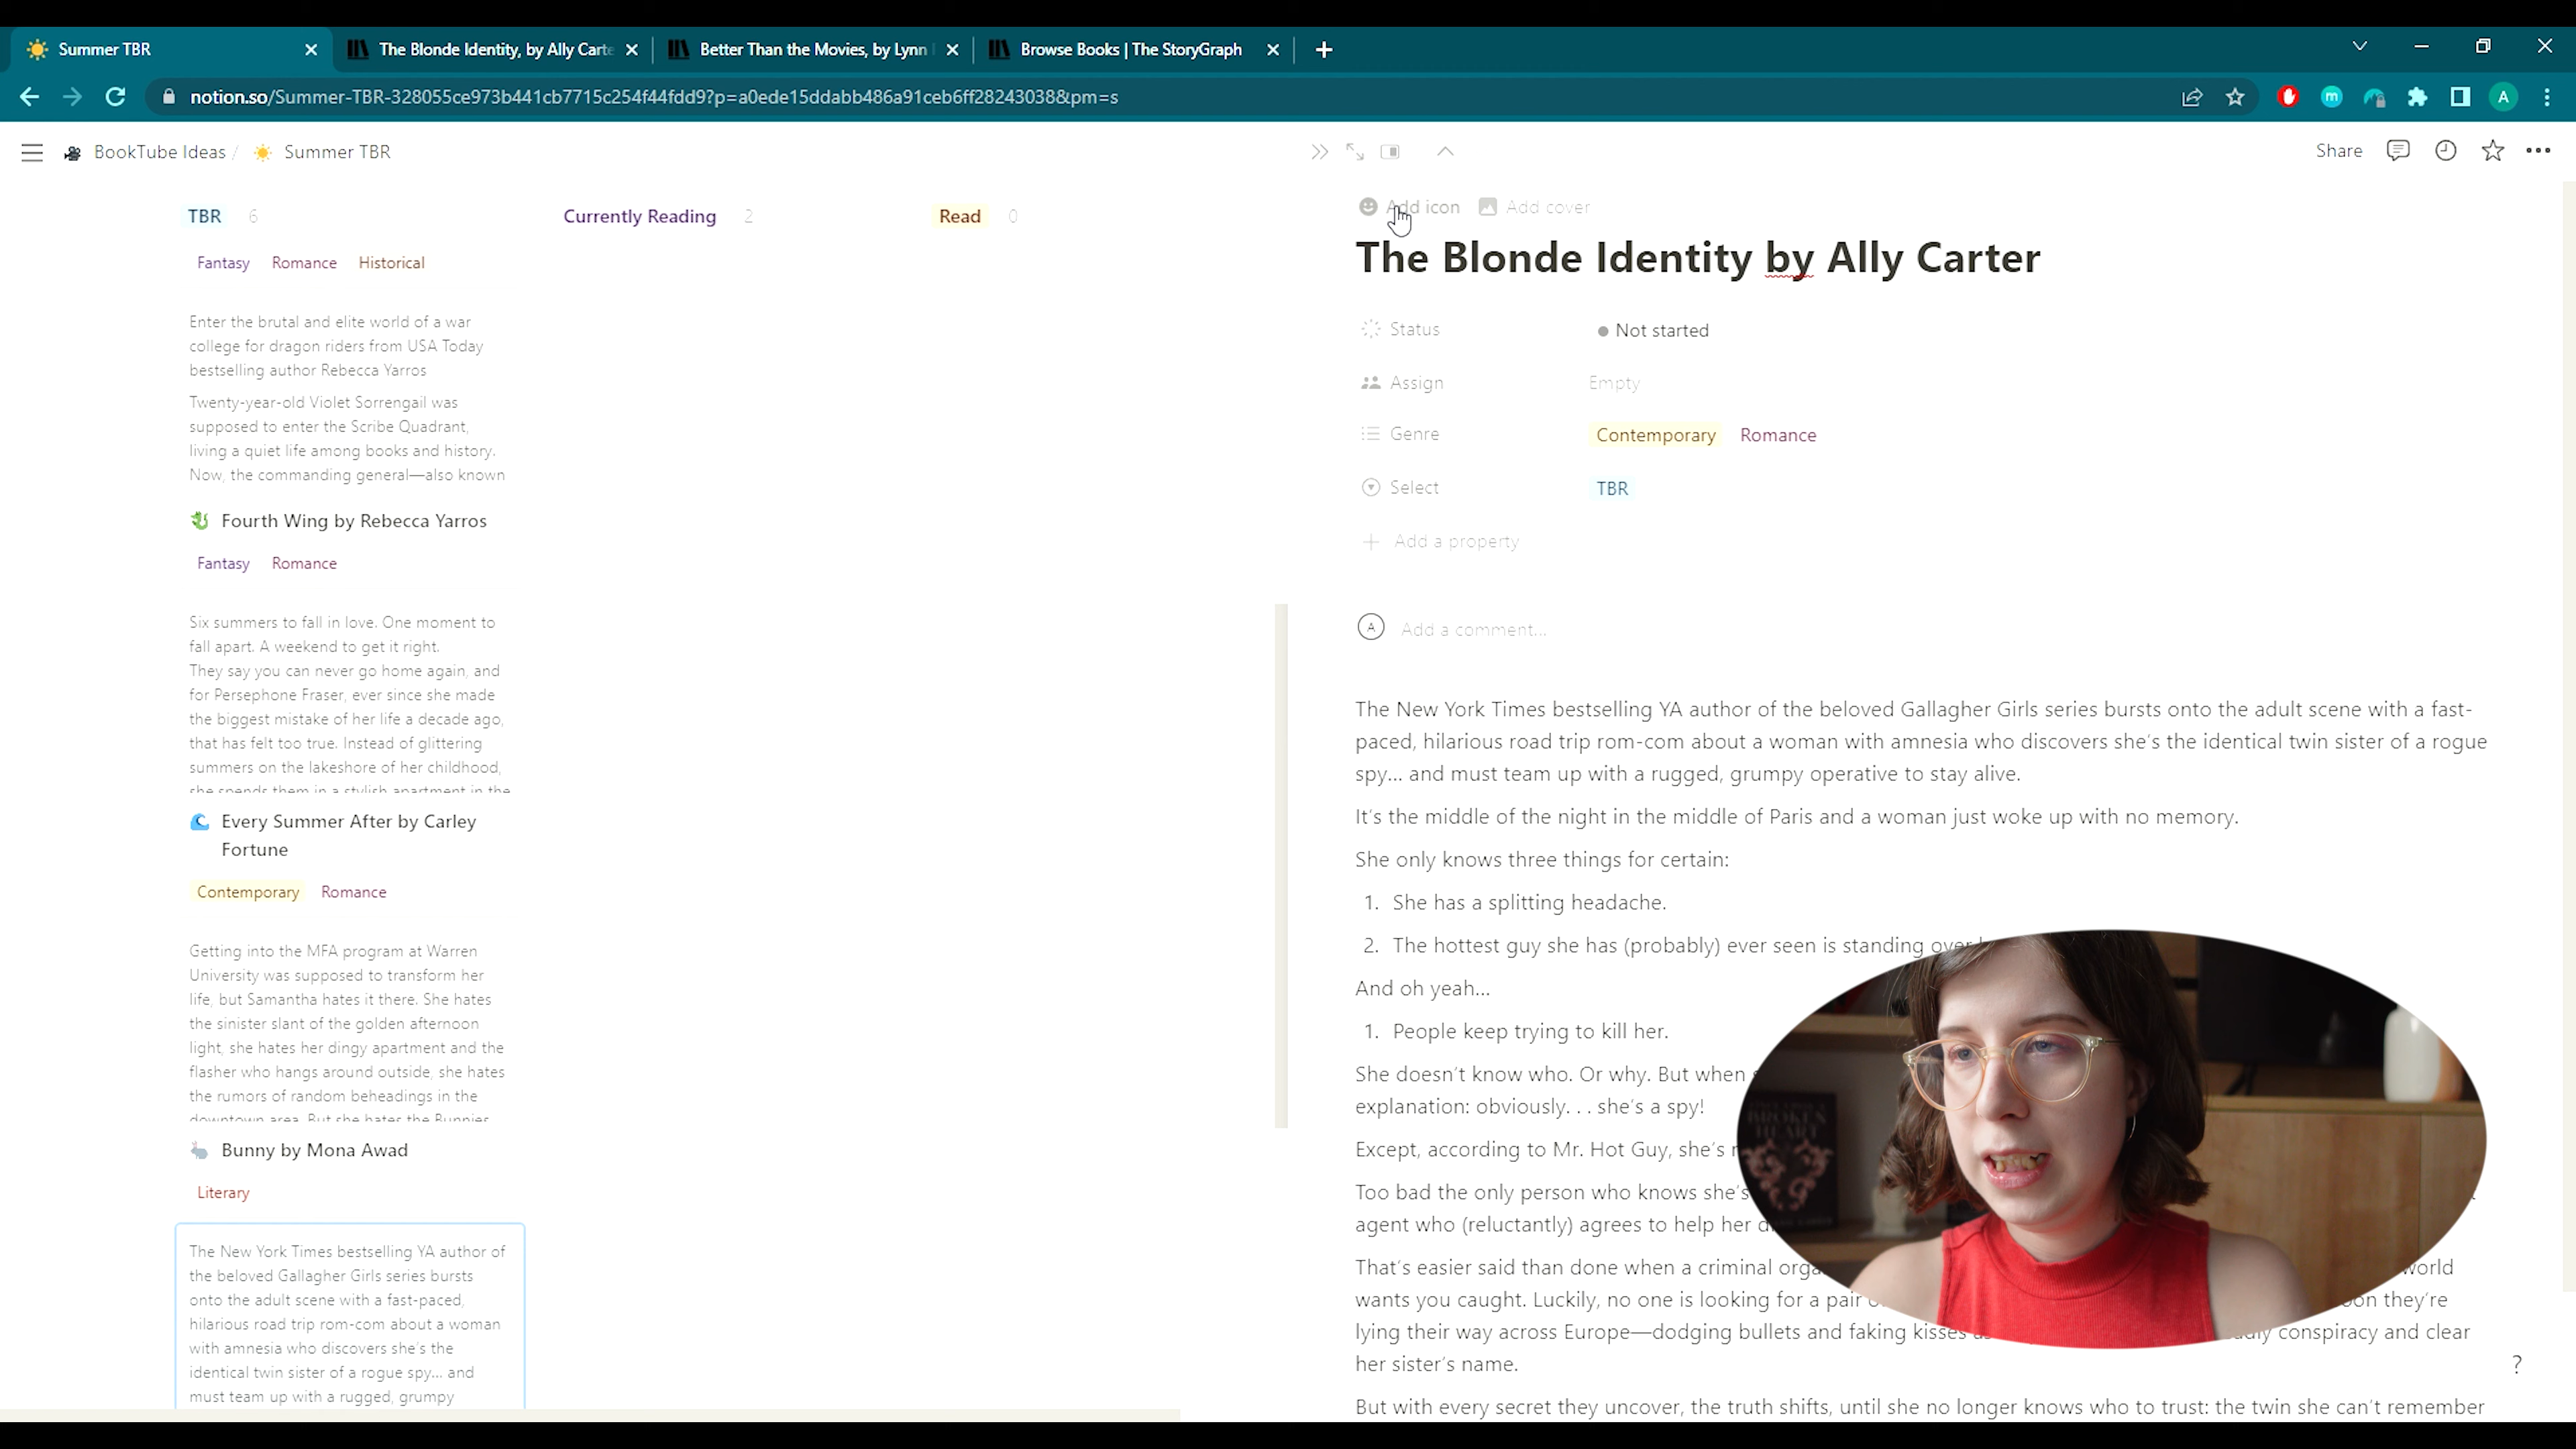 Summer TBR
The Blonde Identity, by Ally Carte
Better Than the Movies, by Lynn
Browse Books | The StoryGraph
notion.so/Summer-TBR-328055ce973b441cb7715c254f44fdd9?p=a0ede15ddabb486a91ceb6ff28243038&pm=s
m
A
BookTube Ideas / Summer TBR
Share
TBR 6
Currently Reading 2
Read 0
Fantasy Romance Historical
Enter the brutal and elite world of a war
college for dragon riders from USA Today
bestselling author Rebecca Yarros
Twenty-year-old Violet Sorrengail was
supposed to enter the Scribe Quadrant,
living a quiet life among books and history.
Now, the commanding general—also known
Fourth Wing by Rebecca Yarros
Fantasy Romance
Six summers to fall in love. One moment to
fall apart. A weekend to get it right.
They say you can never go home again, and
for Persephone Fraser, ever since she made
the biggest mistake of her life a decade ago,
that has felt too true. Instead of glittering
summers on the lakeshore of her childhood,
she spends them in a stylish apartment in the
Every Summer After by Carley
Fortune
Contemporary Romance
Getting into the MFA program at Warren
University was supposed to transform her
life, but Samantha hates it there. She hates
the sinister slant of the golden afternoon
light, she hates her dingy apartment and the
flasher who hangs around outside, she hates
the rumors of random beheadings in the
downtown area. But she hates the Bunnies
Bunny by Mona Awad
Literary
The New York Times bestselling YA author of
the beloved Gallagher Girls series bursts
onto the adult scene with a fast-paced,
hilarious road trip rom-com about a woman
with amnesia who discovers she's the
identical twin sister of a rogue spy... and
must team up with a rugged, grumpy
Add icon Add cover
The Blonde Identity by Ally Carter
Status Not started
Assign Empty
Genre Contemporary Romance
Select TBR
Add a property
A Add a comment...
The New York Times bestselling YA author of the beloved Gallagher Girls series bursts onto the adult scene with a fast-
paced, hilarious road trip rom-com about a woman with amnesia who discovers she's the identical twin sister of a rogue
spy... and must team up with a rugged, grumpy operative to stay alive.
It's the middle of the night in the middle of Paris and a woman just woke up with no memory.
She only knows three things for certain:
1. She has a splitting headache.
2. The hottest guy she has (probably) ever seen is standing over
And oh yeah...
1. People keep trying to kill her.
She doesn't know who. Or why. But when
explanation: obviously. . . she's a spy!
Except, according to Mr. Hot Guy, she's
Too bad the only person who knows she's
agent who (reluctantly) agrees to help her
That's easier said than done when a criminal world
wants you caught. Luckily, no one is looking for a pair they're
lying their way across Europe—dodging bullets and faking kisses conspiracy and clear
her sister's name.
But with every secret they uncover, the truth shifts, until she no longer knows who to trust: the twin she can't remember
?
BROKEN
HEART